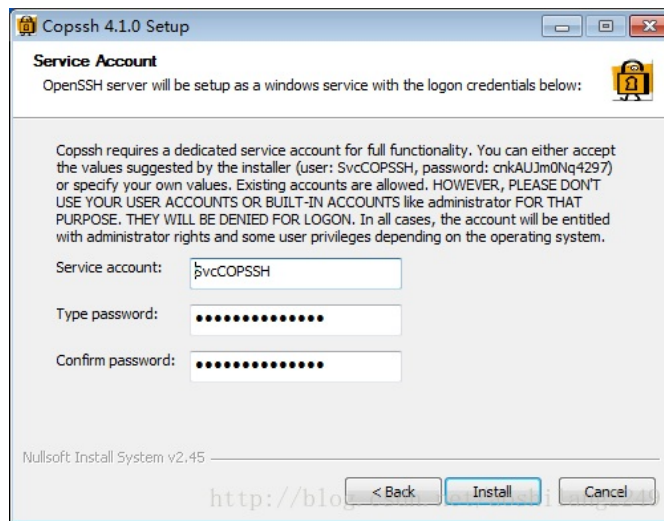 Copssh 4.1.0 Setup
Service Account
OpenSSH server will be setup as a windows service with the logon credentials below:
Copssh requires a dedicated service account for full functionality. You can either accept
the values suggested by the installer (user: SvcCOPSSH, password: cnkAUJm0Nq4297)
or specify your own values. Existing accounts are allowed. HOWEVER, PLEASE DON'T
USE YOUR USER ACCOUNTS OR BUILT-IN ACCOUNTS like administrator FOR THAT
PURPOSE. THEY WILL BE DENIED FOR LOGON. In all cases, the account will be entitled
with administrator rights and some user privileges depending on the operating system.
Service account: SvcCOPSSH
Type password: ••••••••••••••
Confirm password: ••••••••••••••
Nullsoft Install System v2.45
< Back Install Cancel